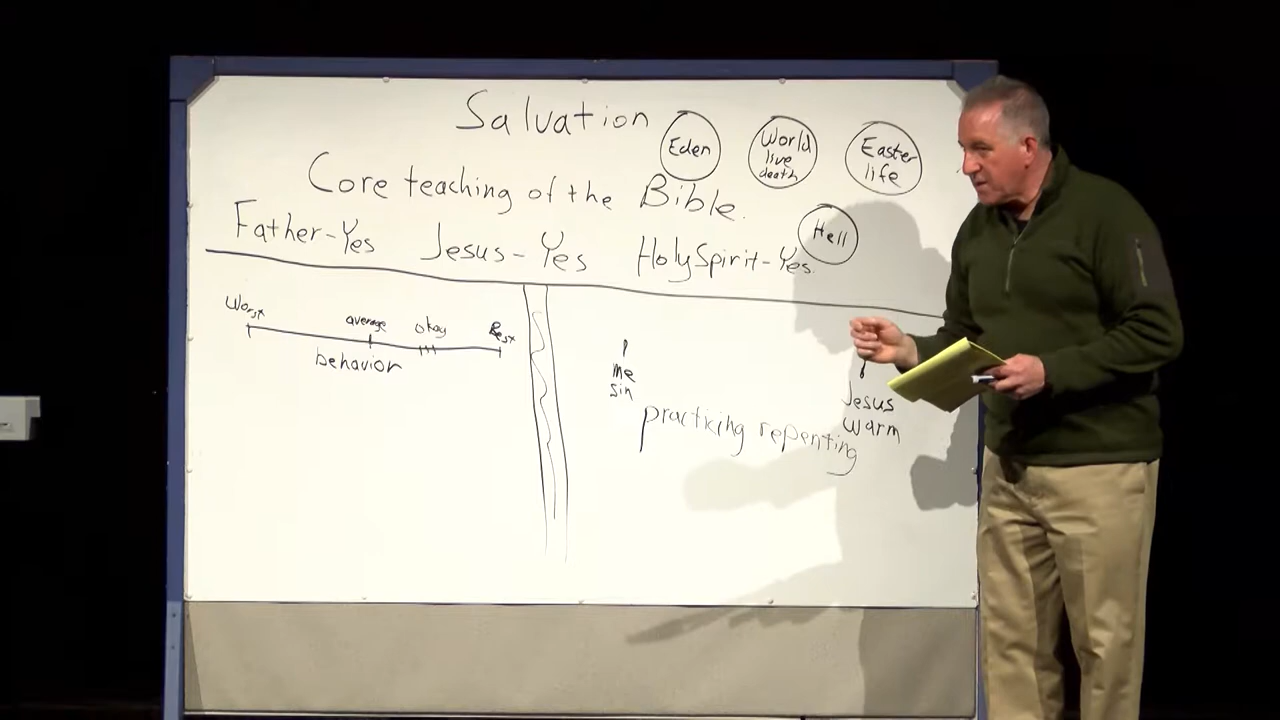 Salvation
Eden
World
live
death
Easter
life
Core teaching of the Bible.
Hell
Father-Yes Jesus-Yes Holy Spirit-Yes.
Worst average okay Best
behavior
me
sin
Jesus
warm
practicing repenting